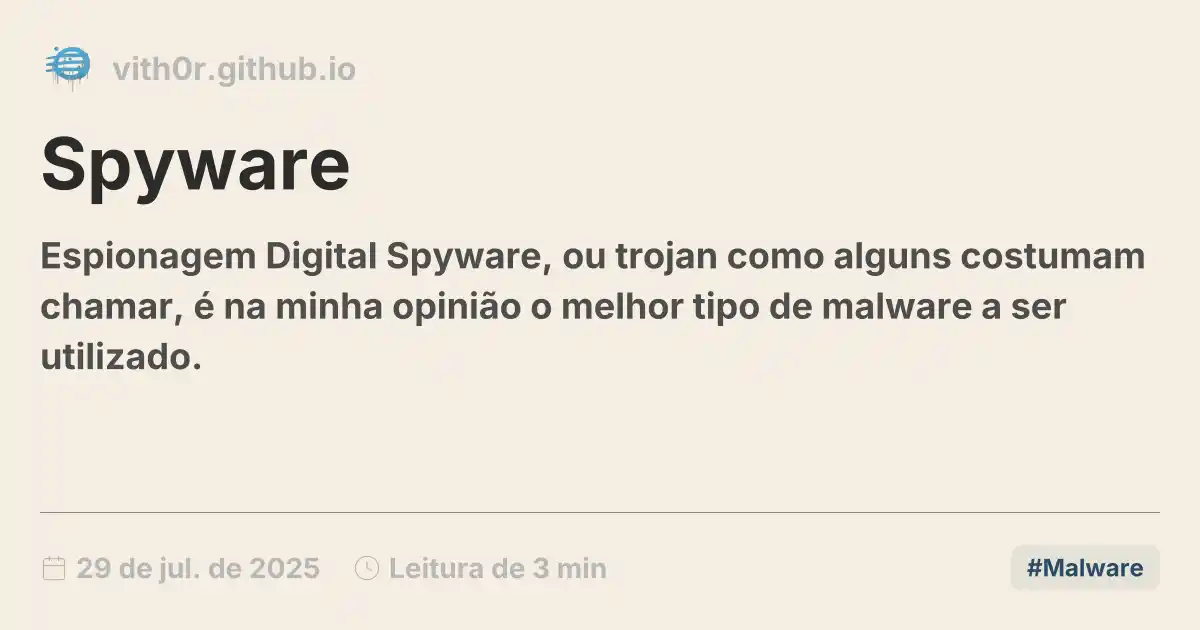 vith0r.github.io
Spyware
Espionagem Digital Spyware, ou trojan como alguns costumam
chamar, é na minha opinião o melhor tipo de malware a ser
utilizado.
29 de jul. de 2025
Leitura de 3 min
#Malware